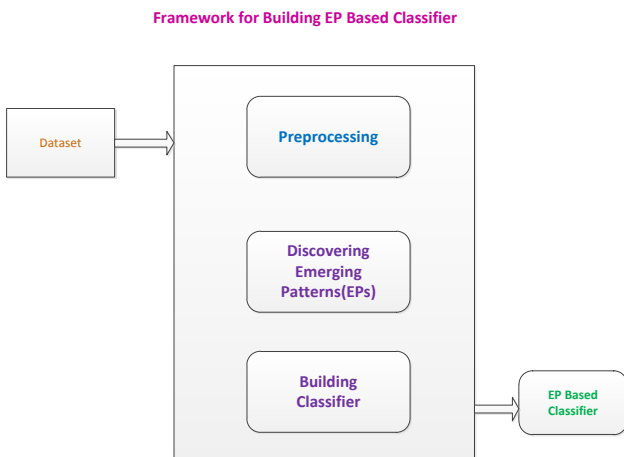 Framework for Building EP Based Classifier
Dataset
Preprocessing
Discovering
Emerging
Patterns(EPs)
Building
Classifier
EP Based
Classifier